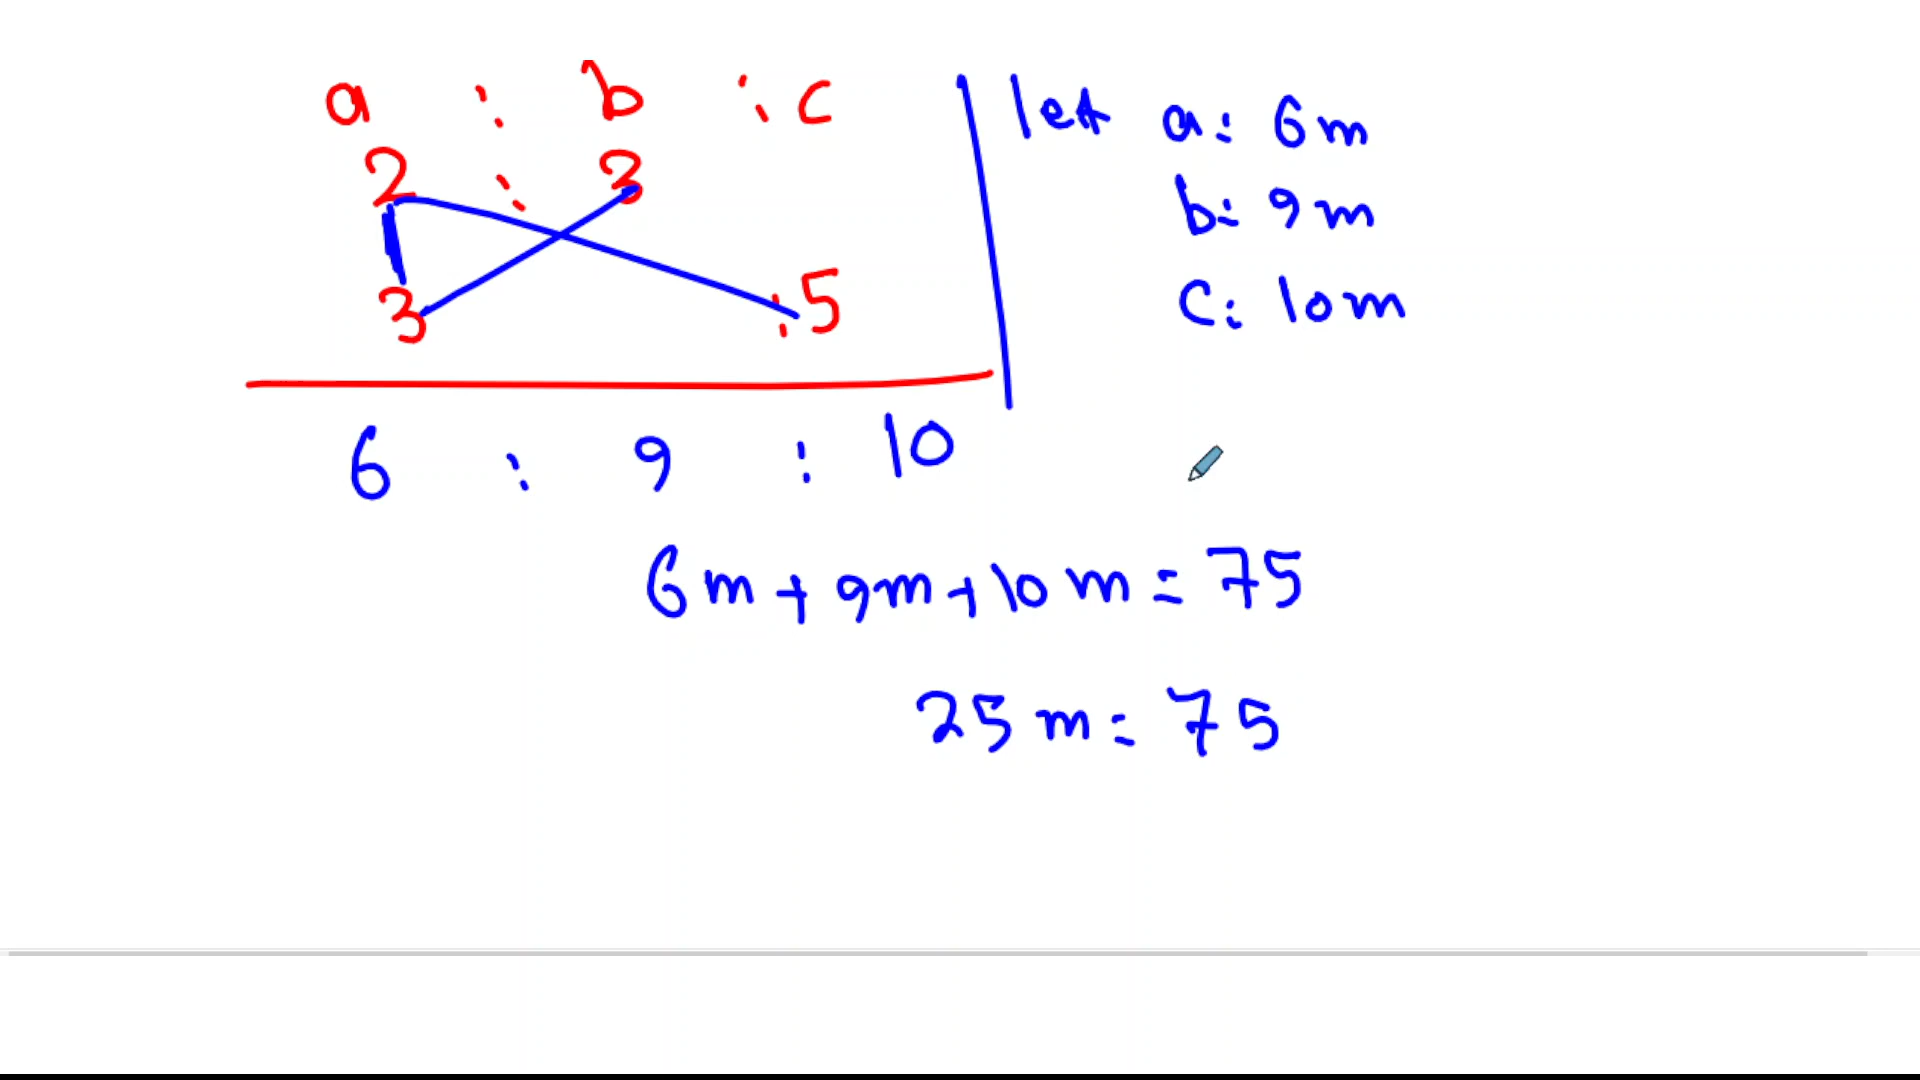 a : b : c
2 : 3
3 : 5
6 : 9 : 10
let a = 6m
b = 9m
c = 10m
6m + 9m + 10m = 75
25m = 75